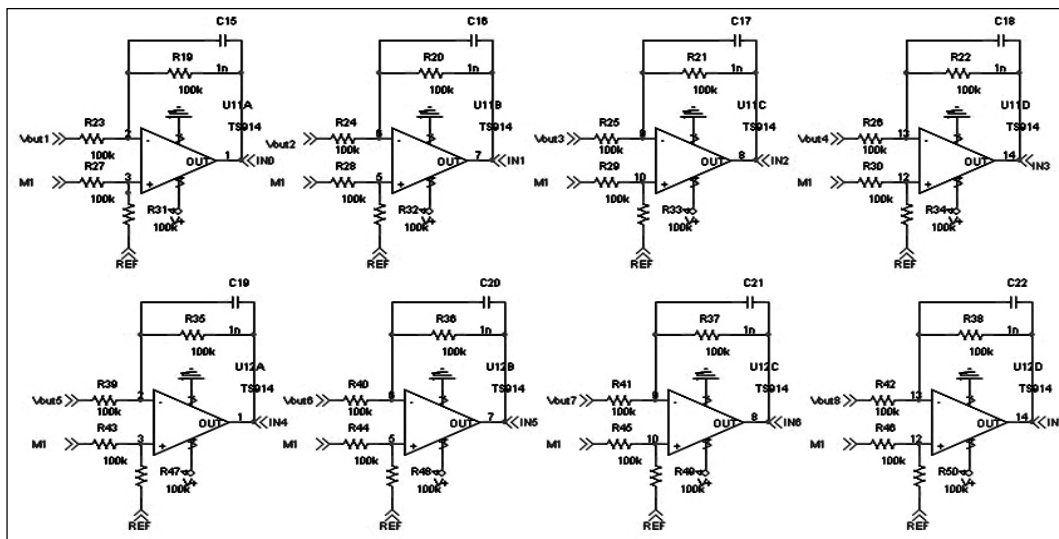 C15 C16 C17 C18
R19 R20 R21 R22
1n 1n 1n 1n
100k 100k 100k 100k
U11A U11B U11C U11D
R23 TS914 R24 TS914 R25 TS914 R26 TS914
Vout1 2 - Vout2 6 - Vout3 9 - Vout4 13 -
100k 100k 100k 100k
R27 OUT 1 IN0 R28 OUT 7 IN1 R29 OUT 8 IN2 R30 OUT 14 IN3
M1 3 + M1 5 + M1 10 + M1 12 +
100k 100k 100k 100k
R31 V+ R32 V+ R33 V+ R34 V+
100k 100k 100k 100k
REF REF REF REF
C19 C20 C21 C22
R35 R36 R37 R38
1n 1n 1n 1n
100k 100k 100k 100k
U12A U12B U12C U12D
R39 TS914 R40 TS914 R41 TS914 R42 TS914
Vout5 2 - Vout6 6 - Vout7 9 - Vout8 13 -
100k 100k 100k 100k
R43 OUT 1 IN4 R44 OUT 7 IN5 R45 OUT 8 IN6 R46 OUT 14
M1 3 + M1 5 + M1 10 + M1 12 +
100k 100k 100k 100k
R47 V+ R48 V+ R49 V+ R50 V+
100k 100k 100k 100k
REF REF REF REF